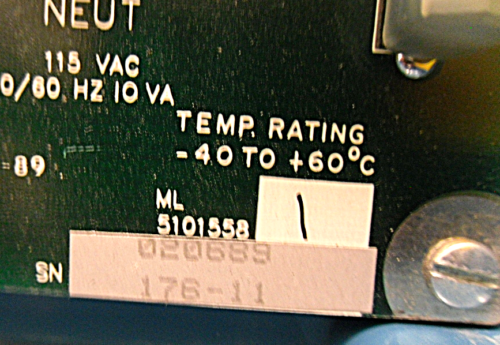 NEUT
115 VAC
0/60 HZ 10 VA
TEMP. RATING
-40 TO +60°C
-89
ML
5101558
1
020689
SN
176-11